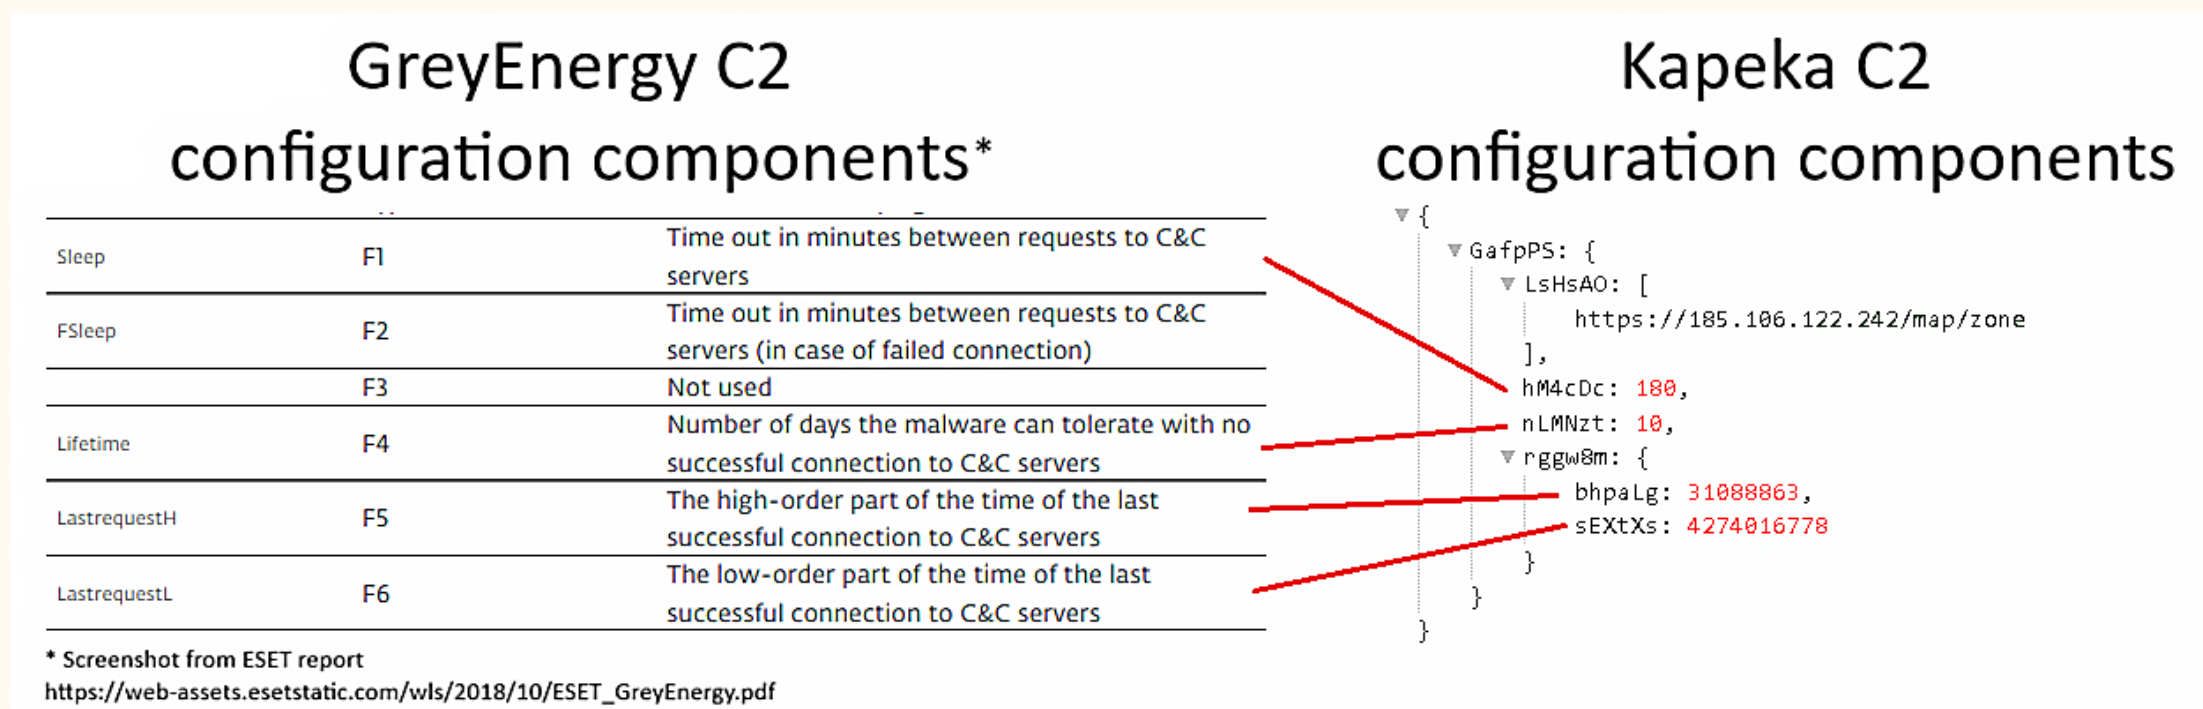 GreyEnergy C2
configuration components*
Sleep F1 Time out in minutes between requests to C&C
servers
FSleep F2 Time out in minutes between requests to C&C
servers (in case of failed connection)
F3 Not used
Lifetime F4 Number of days the malware can tolerate with no
successful connection to C&C servers
LastrequestH F5 The high-order part of the time of the last
successful connection to C&C servers
LastrequestL F6 The low-order part of the time of the last
successful connection to C&C servers
* Screenshot from ESET report
https://web-assets.esetstatic.com/wls/2018/10/ESET_GreyEnergy.pdf
Kapeka C2
configuration components
{
GafpPS: {
LsHsAO: [
https://185.106.122.242/map/zone
],
hM4cDc: 180,
nLMNzt: 10,
rggw8m: {
bhpaLg: 31088863,
sEXtXs: 4274016778
}
}
}